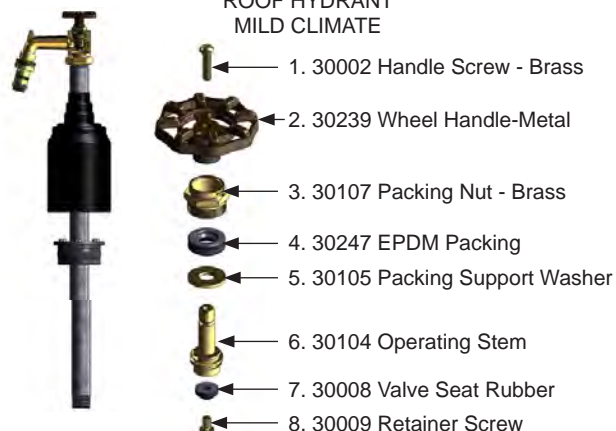 ROOF HYDRANT
MILD CLIMATE
1. 30002 Handle Screw - Brass
2. 30239 Wheel Handle-Metal
3. 30107 Packing Nut - Brass
4. 30247 EPDM Packing
5. 30105 Packing Support Washer
6. 30104 Operating Stem
7. 30008 Valve Seat Rubber
8. 30009 Retainer Screw